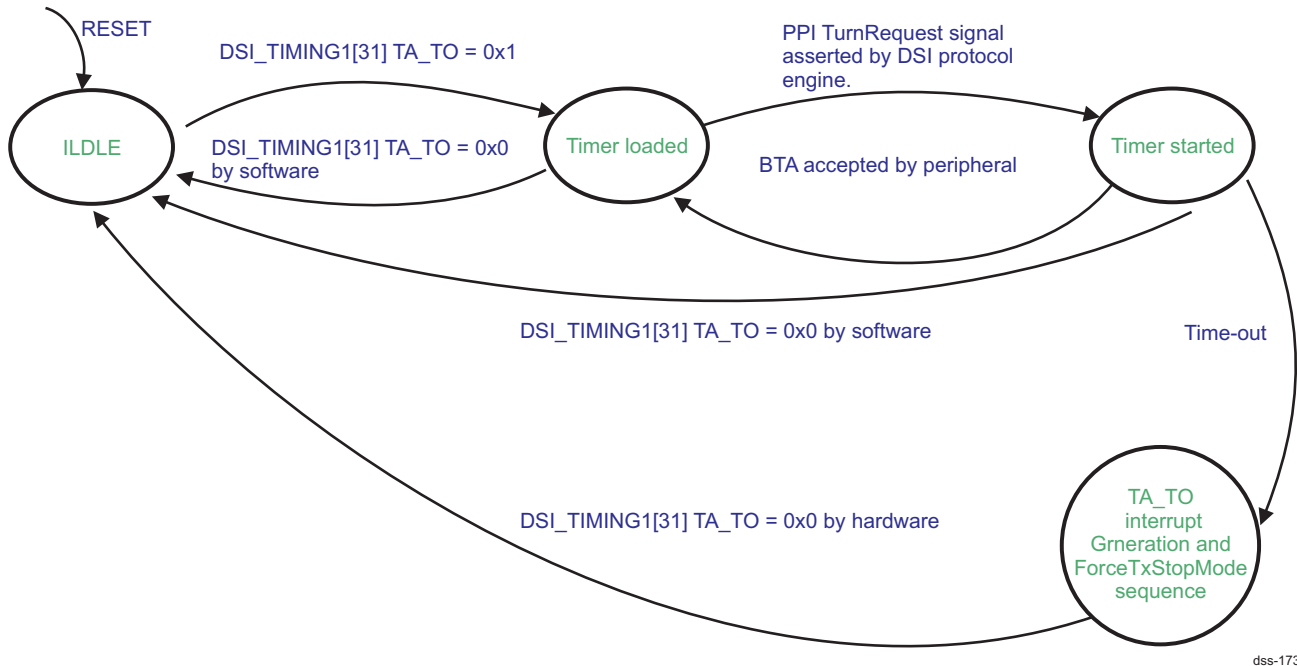 RESET
DSI_TIMING1[31] TA_TO = 0x1
PPI TurnRequest signal
asserted by DSI protocol
engine.
ILDLE
DSI_TIMING1[31] TA_TO = 0x0
by software
Timer loaded
BTA accepted by peripheral
Timer started
DSI_TIMING1[31] TA_TO = 0x0 by software
Time-out
DSI_TIMING1[31] TA_TO = 0x0 by hardware
TA_TO
interrupt
Grneration and
ForceTxStopMode
sequence
dss-173